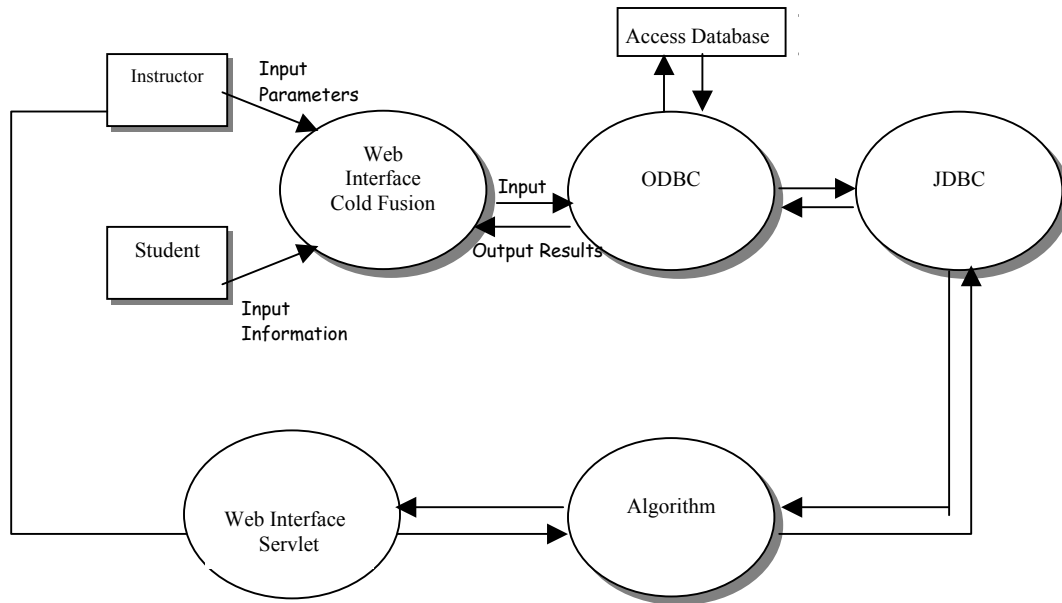 Access Database
Instructor
Input
Parameters
Web
Interface
Cold Fusion
Input
ODBC
JDBC
Output Results
Student
Input
Information
Web Interface
Servlet
Algorithm